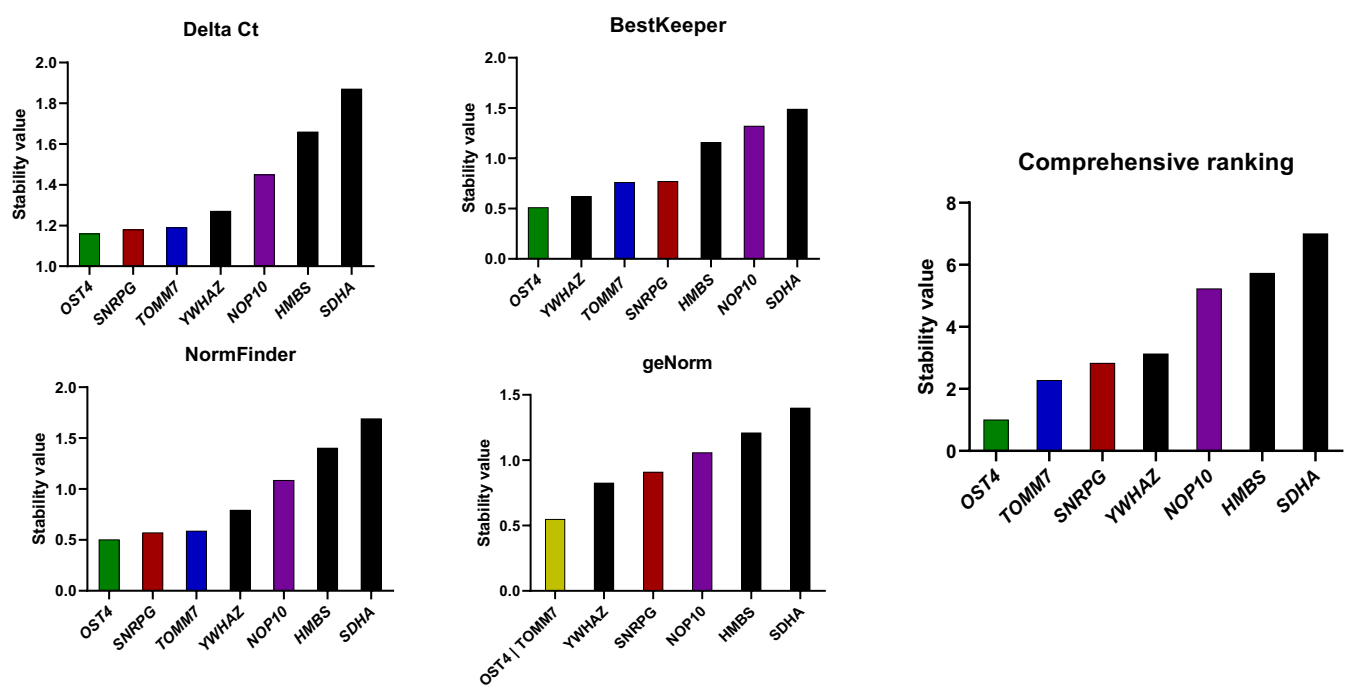 Delta Ct
Stability value
2.0
1.8
1.6
1.4
1.2
1.0
OST4
SNRPG
TOMM7
YWHAZ
NOP10
HMBS
SDHA
BestKeeper
Stability value
2.0
1.5
1.0
0.5
0.0
OST4
YWHAZ
TOMM7
SNRPG
HMBS
NOP10
SDHA
NormFinder
Stability value
2.0
1.5
1.0
0.5
0.0
OST4
SNRPG
TOMM7
YWHAZ
NOP10
HMBS
SDHA
geNorm
Stability value
1.5
1.0
0.5
0.0
OST4 | TOMM7
YWHAZ
SNRPG
NOP10
HMBS
SDHA
Comprehensive ranking
Stability value
8
6
4
2
0
OST4
TOMM7
SNRPG
YWHAZ
NOP10
HMBS
SDHA